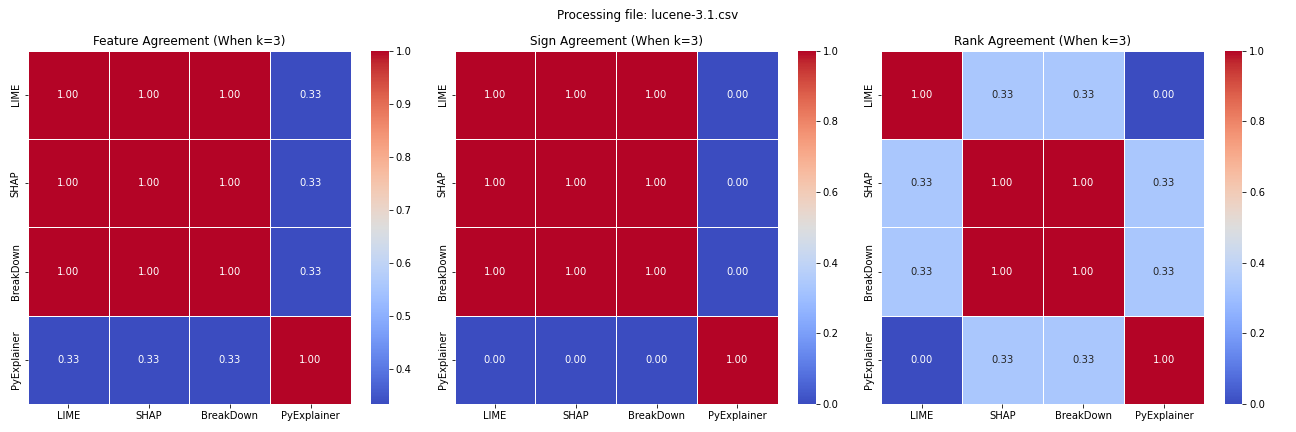 Processing file: lucene-3.1.csv
Feature Agreement (When k=3)
LIME
SHAP
BreakDown
PyExplainer
1.00 1.00 1.00 0.33
1.00 1.00 1.00 0.33
1.00 1.00 1.00 0.33
0.33 0.33 0.33 1.00
LIME SHAP BreakDown PyExplainer
1.0
0.9
0.8
0.7
0.6
0.5
0.4
Sign Agreement (When k=3)
LIME
SHAP
BreakDown
PyExplainer
1.00 1.00 1.00 0.00
1.00 1.00 1.00 0.00
1.00 1.00 1.00 0.00
0.00 0.00 0.00 1.00
LIME SHAP BreakDown PyExplainer
1.0
0.8
0.6
0.4
0.2
0.0
Rank Agreement (When k=3)
LIME
SHAP
BreakDown
PyExplainer
1.00 0.33 0.33 0.00
0.33 1.00 1.00 0.33
0.33 1.00 1.00 0.33
0.00 0.33 0.33 1.00
LIME SHAP BreakDown PyExplainer
1.0
0.8
0.6
0.4
0.2
0.0